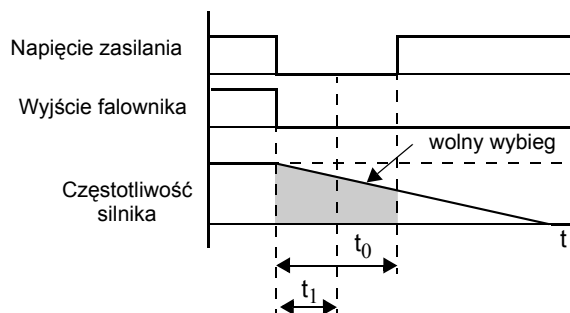 Napięcie zasilania
Wyjście falownika
wolny wybieg
Częstotliwość
silnika
t
t0
t1